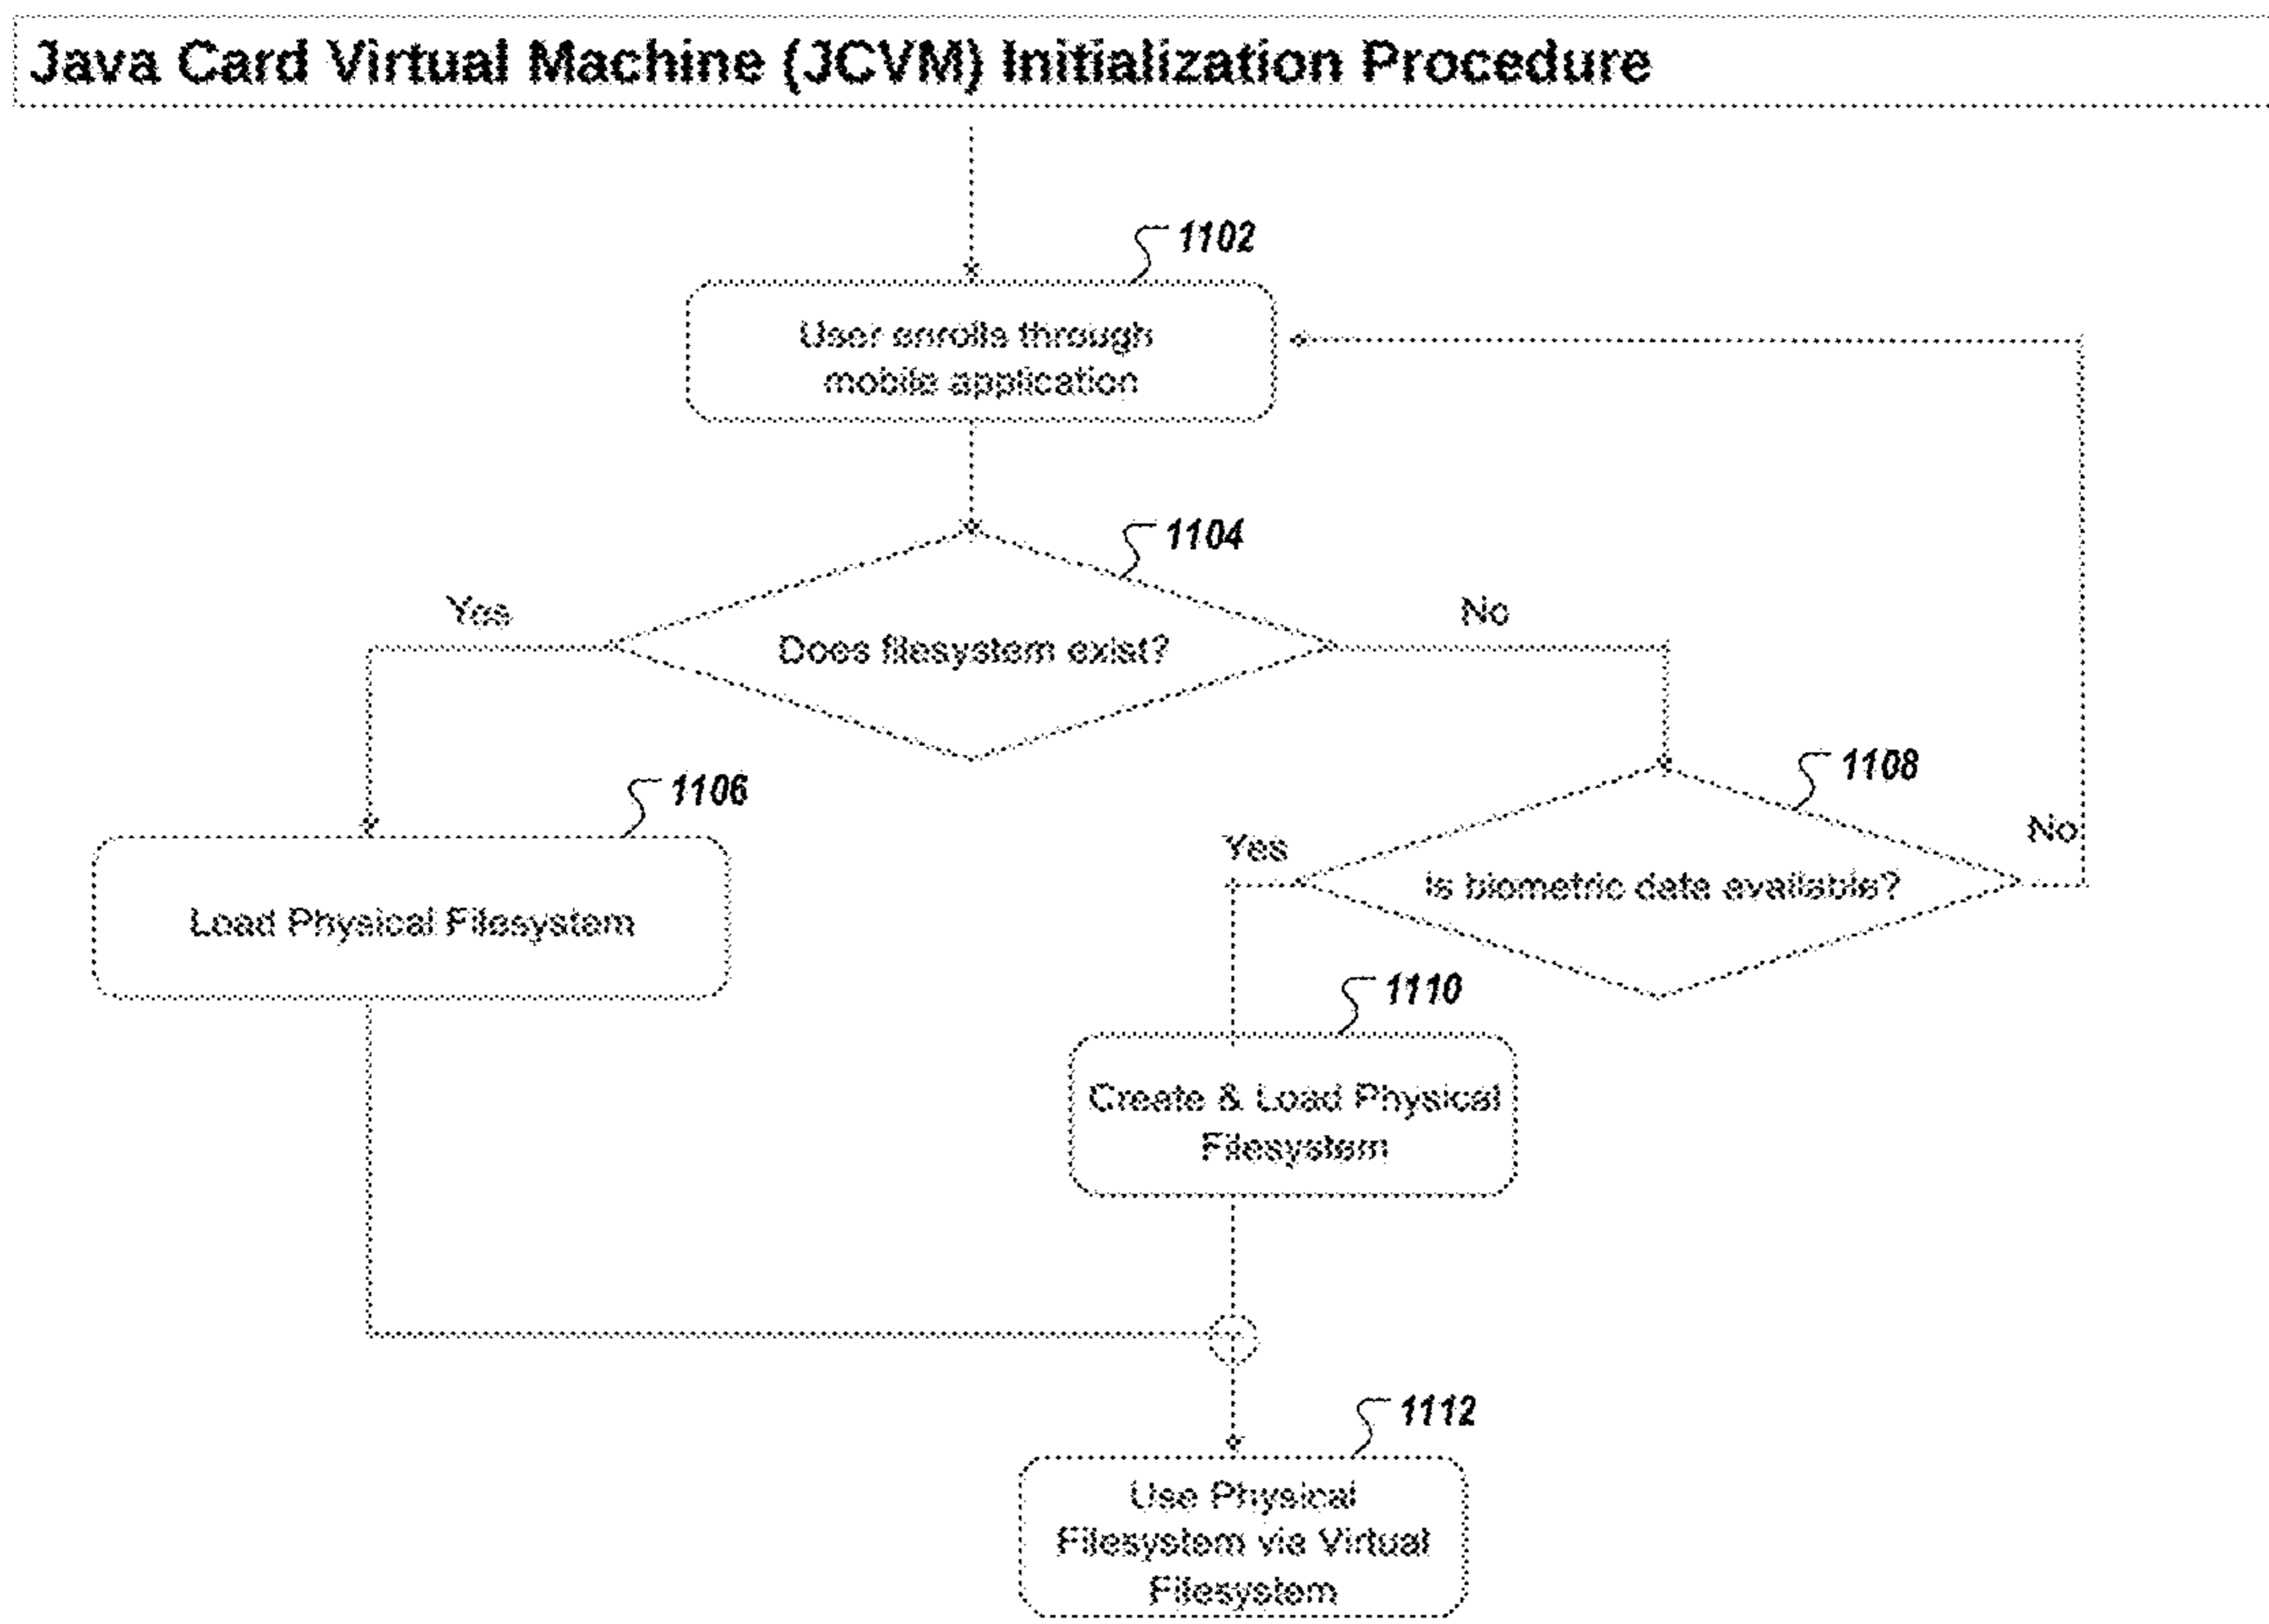 Java Card Virtual Machine (JCVM) Initialization Procedure
1102
User enrolls through
mobile application
1104
Yes
No
Does filesystem exist?
1106
1108
Load Physical Filesystem
Yes
No
Is biometric date available?
1110
Create & Load Physical
Filesystem
1112
Use Physical
Filesystem via Virtual
Filesystem